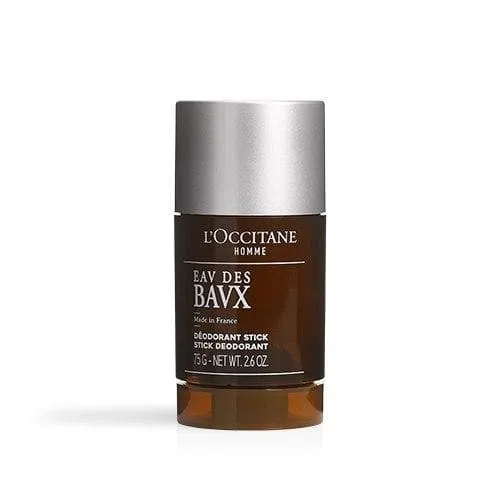 L'OCCITANE
HOMME
EAV DES
BAVX
Made in France
DÉODORANT STICK
STICK DEODORANT
75 G - NET WT. 2.6 OZ.